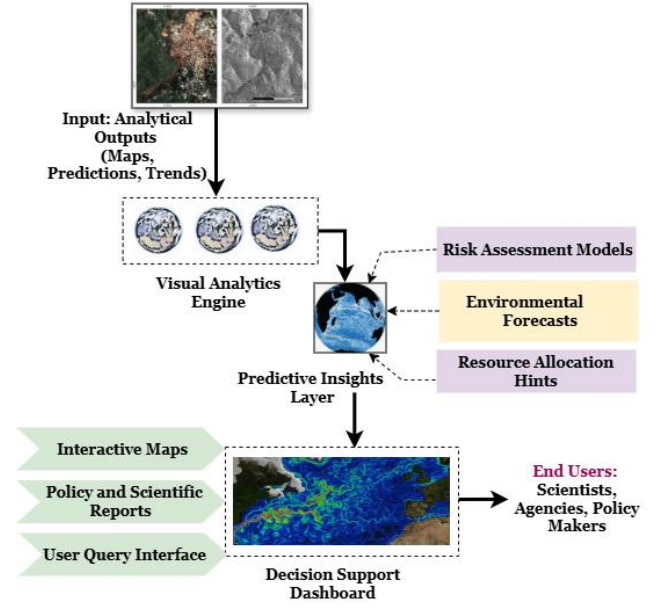 Input: Analytical
Outputs
(Maps,
Predictions, Trends)
Visual Analytics
Engine
Risk Assessment Models
Environmental
Forecasts
Resource Allocation
Hints
Predictive Insights
Layer
Interactive Maps
Policy and Scientific
Reports
User Query Interface
End Users:
Scientists,
Agencies, Policy
Makers
Decision Support
Dashboard